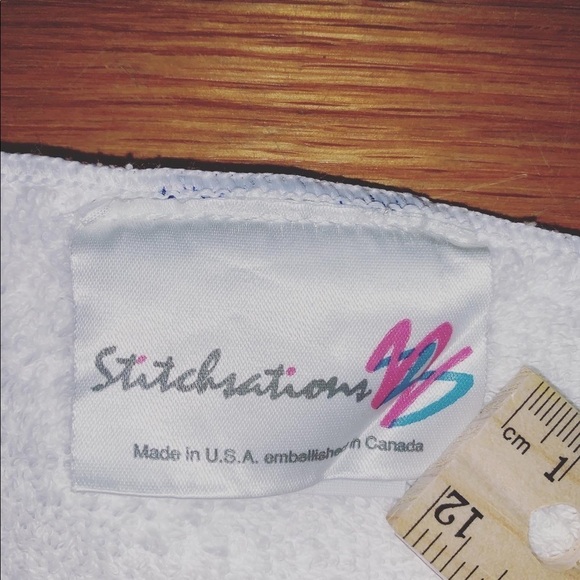 Stitchsations
Made in U.S.A. embellished in Canada
cm 1
12